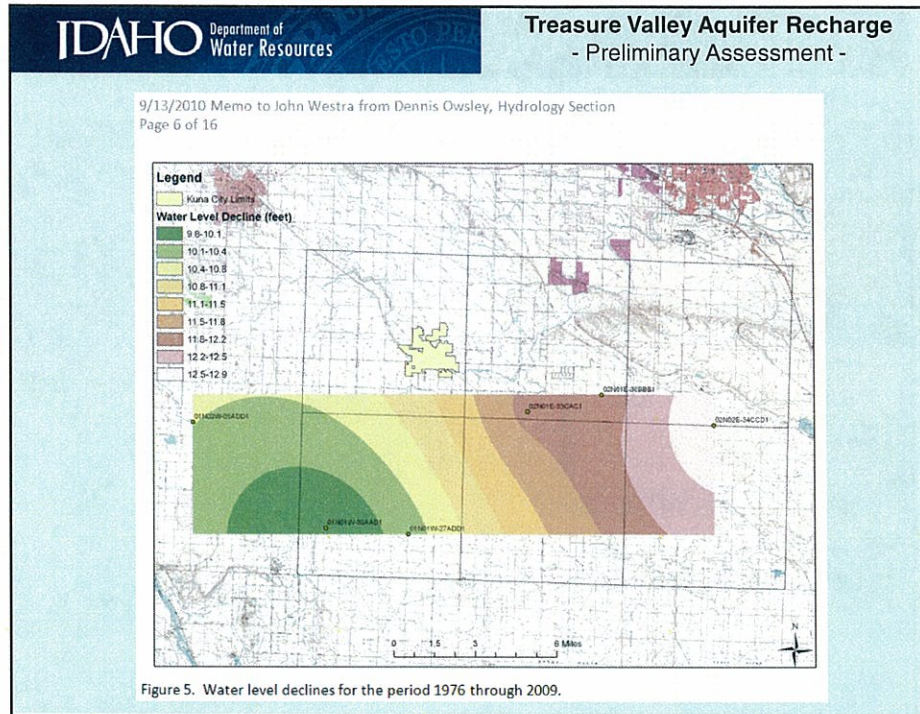 IDAHO Department of Water Resources
Treasure Valley Aquifer Recharge
- Preliminary Assessment -
9/13/2010 Memo to John Westra from Dennis Owsley, Hydrology Section
Page 6 of 16
Legend
Kuna City Limits
Water Level Decline (feet)
9.8-10.1
10.1-10.4
10.4-10.8
10.8-11.1
11.1-11.5
11.5-11.8
11.8-12.2
12.2-12.5
12.5-12.9
02N01E-33CAC1
02N02E-34CCD1
01N01W-27ADD1
N
0 1.5 3 6 Miles
Figure 5. Water level declines for the period 1976 through 2009.